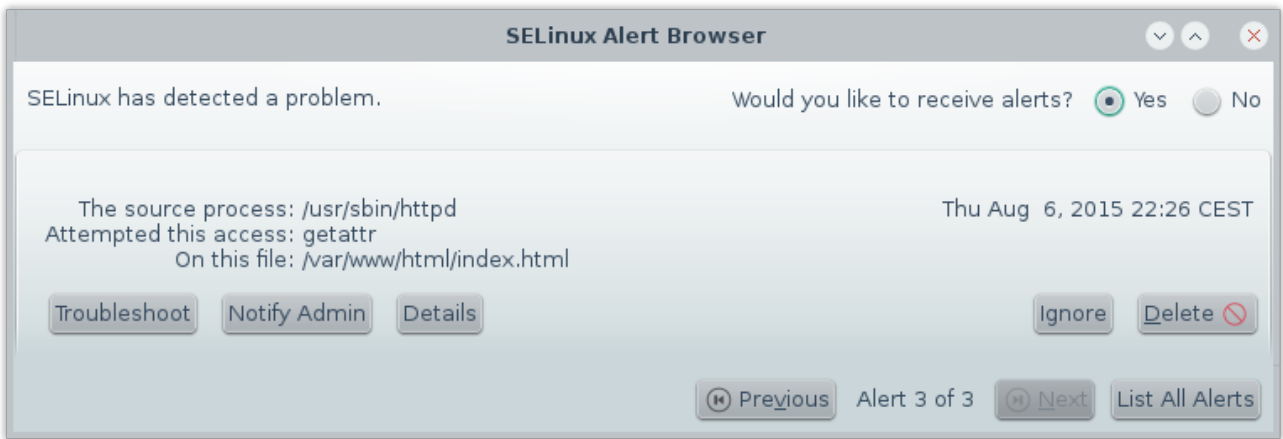 SELinux Alert Browser
SELinux has detected a problem.
Would you like to receive alerts? Yes No
The source process: /usr/sbin/httpd
Thu Aug 6, 2015 22:26 CEST
Attempted this access: getattr
On this file: /var/www/html/index.html
Troubleshoot Notify Admin Details Ignore Delete
Previous Alert 3 of 3 Next List All Alerts